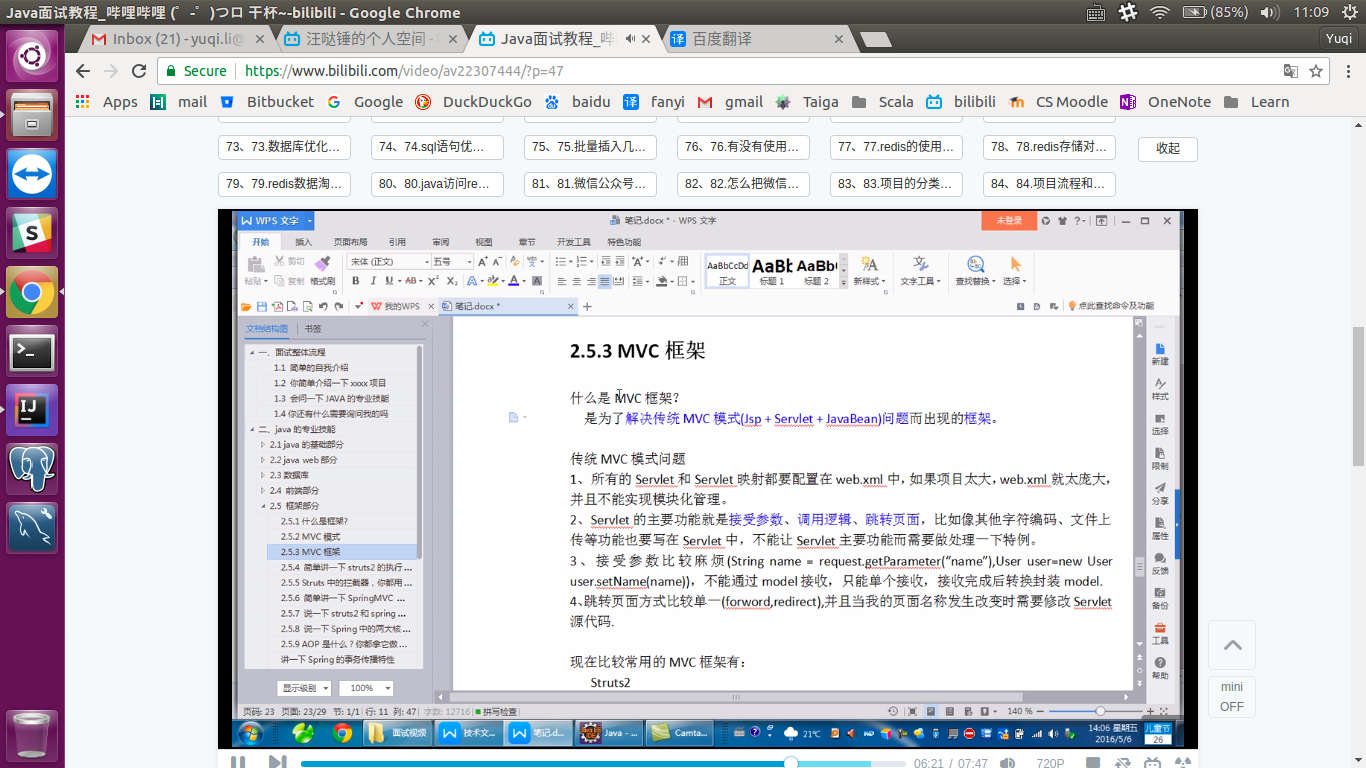 Java面试教程_哔哩哔哩 (゜-゜)つロ 干杯~-bilibili - Google Chrome
(85%) 11:09
Inbox (21) - yuqi.li@
汪哒锤的个人空间 -
Java面试教程_哔
百度翻译
Yuqi
Secure https://www.bilibili.com/video/av22307444/?p=47
Apps mail Bitbucket Google DuckDuckGo baidu fanyi gmail Taiga Scala bilibili CS Moodle OneNote Learn
73、73.数据库优化... 74、74.sql语句优... 75、75.批量插入几... 76、76.有没有使用... 77、77.redis的使用... 78、78.redis存储对... 收起
79、79.redis数据淘... 80、80.java访问re... 81、81.微信公众号... 82、82.怎么把微信... 83、83.项目的分类... 84、84.项目流程和...
WPS 文字 笔记.docx * - WPS 文字 未登录
开始 插入 页面布局 引用 审阅 视图 章节 开发工具 特色功能
剪切 宋体 (正文) 五号
粘贴 复制 格式刷 正文 标题 1 标题 2 新样式 文字工具 查找替换 选择
AaBbCcDd AaBb AaBb(
我的WPS 笔记.docx * 点此查找命令及功能
文档结构图 书签
一、面试整体流程
1.1 简单的自我介绍
1.2 你简单介绍一下 xxxx 项目
1.3 会问一下 JAVA 的专业技能
1.4 你还有什么需要询问我的吗
二、java 的专业技能
2.1 java 的基础部分
2.2 java web 部分
2.3 数据库
2.4 前端部分
2.5 框架部分
2.5.1 什么是框架?
2.5.2 MVC 模式
2.5.3 MVC 框架
2.5.4 简单讲一下 struts2 的执行 ...
2.5.5 Struts 中的拦截器，你都用 ...
2.5.6 简单讲一下 SpringMVC ...
2.5.7 说一下 struts2 和 spring ...
2.5.8 说一下 Spring 中的两大核 ...
2.5.9 AOP 是什么？你都拿它做 ...
讲一下 Spring 的事务传播特性
显示级别 100%
2.5.3 MVC 框架
什么是 MVC 框架？
是为了解决传统 MVC 模式(Jsp + Servlet + JavaBean)问题而出现的框架。
传统 MVC 模式问题
1、所有的 Servlet 和 Servlet 映射都要配置在 web.xml 中，如果项目太大，web.xml 就太庞大，
并且不能实现模块化管理。
2、Servlet 的主要功能就是接受参数、调用逻辑、跳转页面，比如像其他字符编码、文件上
传等功能也要写在 Servlet 中，不能让 Servlet 主要功能而需要做处理一下特例。
3、接受参数比较麻烦(String name = request.getParameter(“name”),User user=new User
user.setName(name))，不能通过 model 接收，只能单个接收，接收完成后转换封装 model.
4、跳转页面方式比较单一(forword,redirect),并且当我的页面名称发生改变时需要修改 Servlet
源代码.
现在比较常用的 MVC 框架有：
Struts2
新建
样式
选择
限制
分享
属性
反馈
备份
工具
帮助
mini
OFF
页码: 23 页面: 23/29 节: 1/1 行: 11 列: 47 字数: 12716 拼写检查 140 %
面试视频 技术文... 笔记.d... Java - ... Camta... 21℃ 14:06 星期五 2016/5/6 儿童节 26
06:21 / 07:47 720P